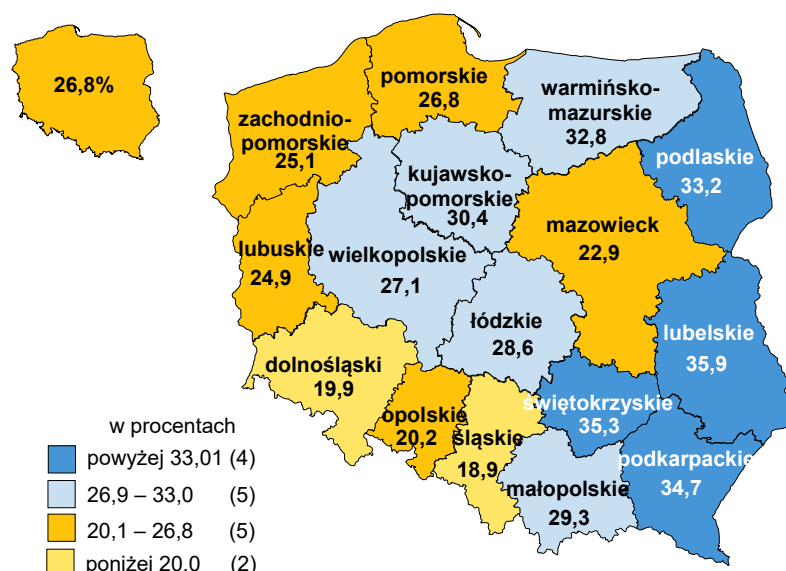 26,8%
pomorskie
26,8
warmińsko-
mazurskie
32,8
zachodnio-
pomorskie
25,1
podlaskie
33,2
kujawsko-
pomorskie
30,4
mazowieck
22,9
lubuskie
24,9
wielkopolskie
27,1
łódzkie
28,6
lubelskie
35,9
dolnośląski
19,9
opolskie
20,2
śląskie
18,9
świętokrzyskie
35,3
podkarpackie
34,7
małopolskie
29,3
w procentach
powyżej 33,01 (4)
26,9 – 33,0 (5)
20,1 – 26,8 (5)
poniżej 20,0 (2)